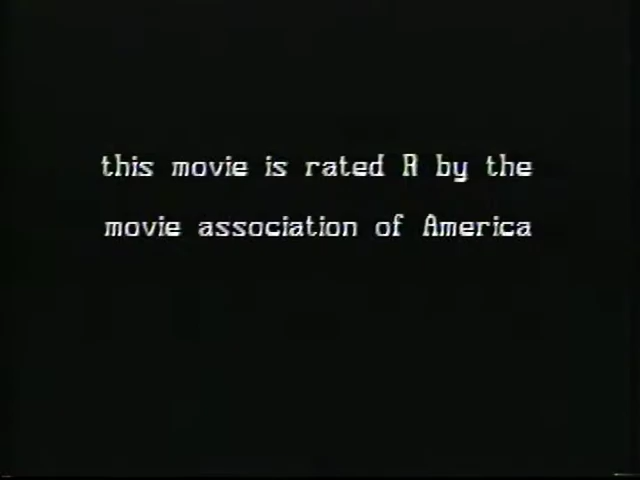 this movie is rated R by the
movie association of America